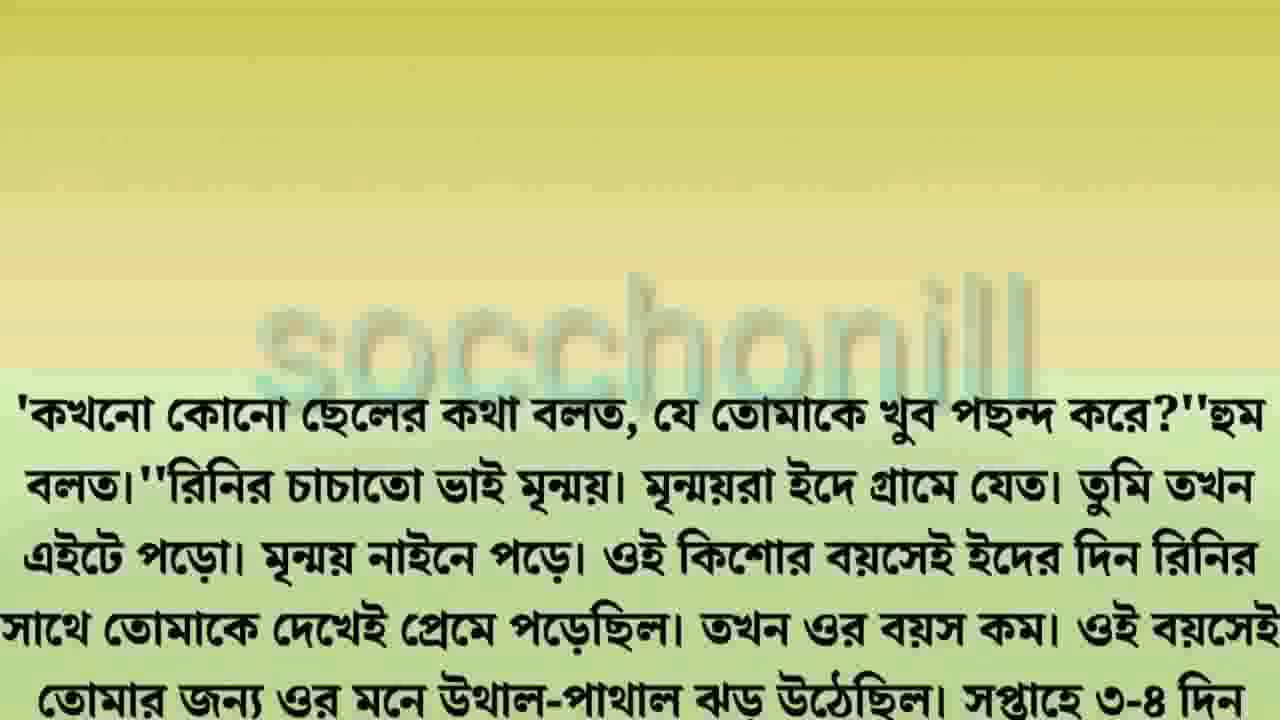 socchonill
'কখনো কোনো ছেলের কথা বলত, যে তোমাকে খুব পছন্দ করে?''হুম
বলত।''রিনির চাচাতো ভাই মৃন্ময়। মৃন্ময়রা ইদে গ্রামে যেত। তুমি তখন
এইটে পড়ো। মৃন্ময় নাইনে পড়ে। ওই কিশোর বয়সেই ইদের দিন রিনির
সাথে তোমাকে দেখেই প্রেমে পড়েছিল। তখন ওর বয়স কম। ওই বয়সেই
তোমার জন্য ওর মনে উথাল-পাথাল ঝড় উঠেছিল। সপ্তাহে ৩-৪ দিন